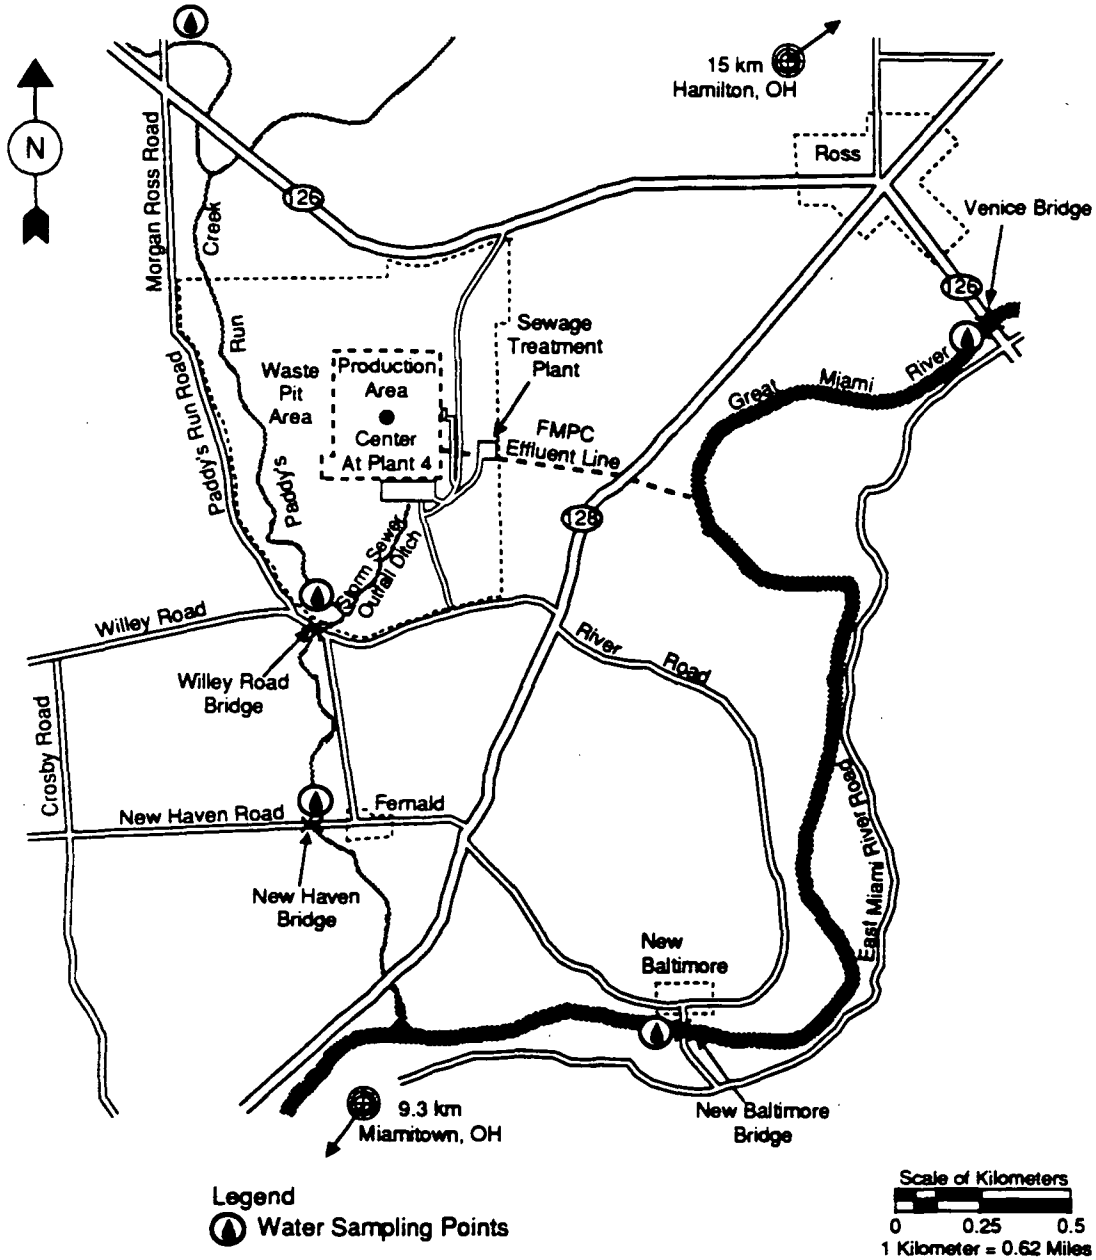 15 km
Hamilton, OH
N
Morgan Ross Road
Ross
126
Creek
Venice Bridge
126
Run
Sewage
Treatment
Plant
Waste
Pit
Area
Production
Area
Center
At Plant 4
Great Miami River
Paddy's Run Road
Paddy's
FMPC
Effluent Line
128
Storm Sewer
Outfall Ditch
Willey Road
River Road
Willey Road
Bridge
Crosby Road
New Haven Road
Fernald
East Miami River Road
New Haven
Bridge
New
Baltimore
9.3 km
Miamitown, OH
New Baltimore
Bridge
Legend
Water Sampling Points
Scale of Kilometers
0 0.25 0.5
1 Kilometer = 0.62 Miles